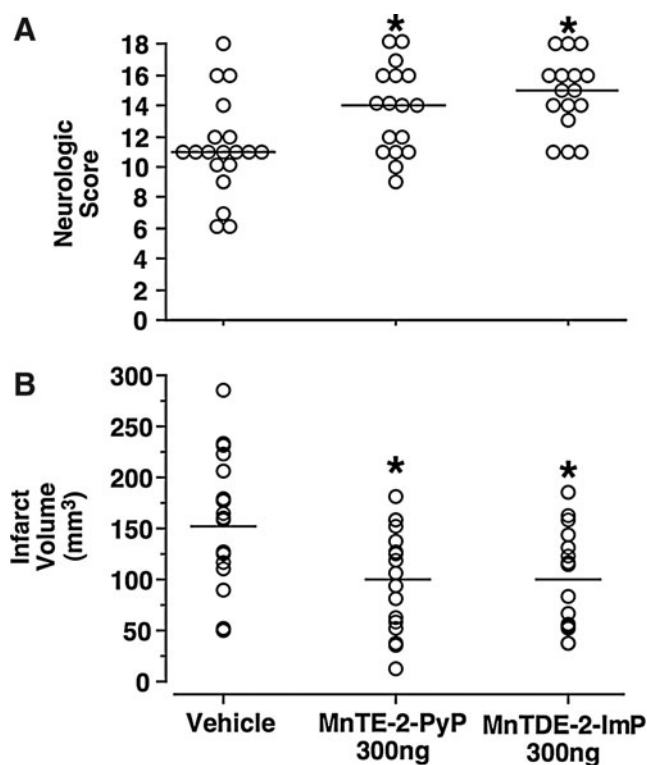 A
*
*
18
16
14
12
10
8
6
4
2
0
Neurologic
Score
B
300
250
200
150
100
50
0
Infarct
Volume
(mm³)
*
*
Vehicle
MnTE-2-PyP
300ng
MnTDE-2-ImP
300ng